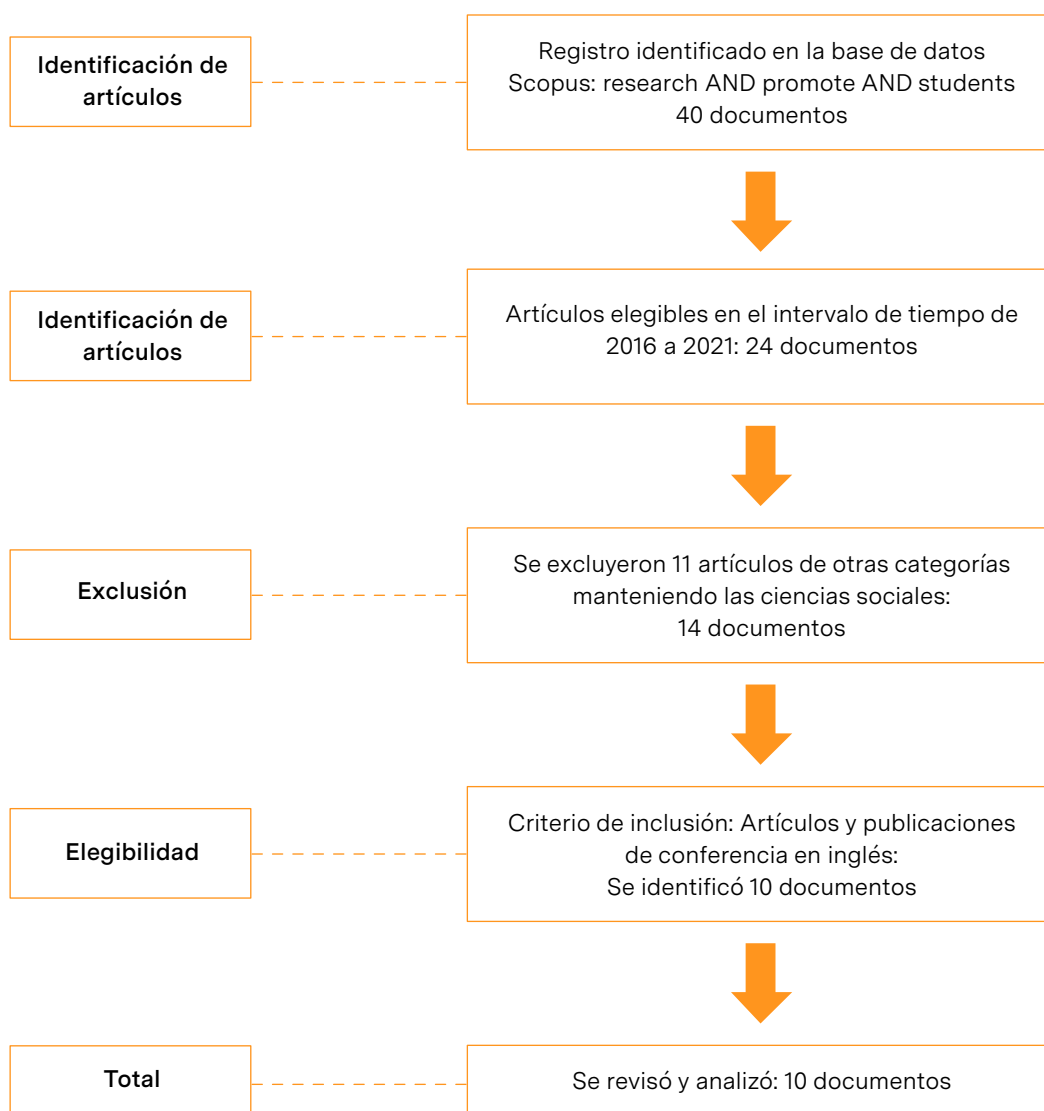 Identificación de
artículos
Registro identificado en la base de datos
Scopus: research AND promote AND students
40 documentos
Identificación de
artículos
Artículos elegibles en el intervalo de tiempo de
2016 a 2021: 24 documentos
Exclusión
Se excluyeron 11 artículos de otras categorías
manteniendo las ciencias sociales:
14 documentos
Elegibilidad
Criterio de inclusión: Artículos y publicaciones
de conferencia en inglés:
Se identificó 10 documentos
Total
Se revisó y analizó: 10 documentos